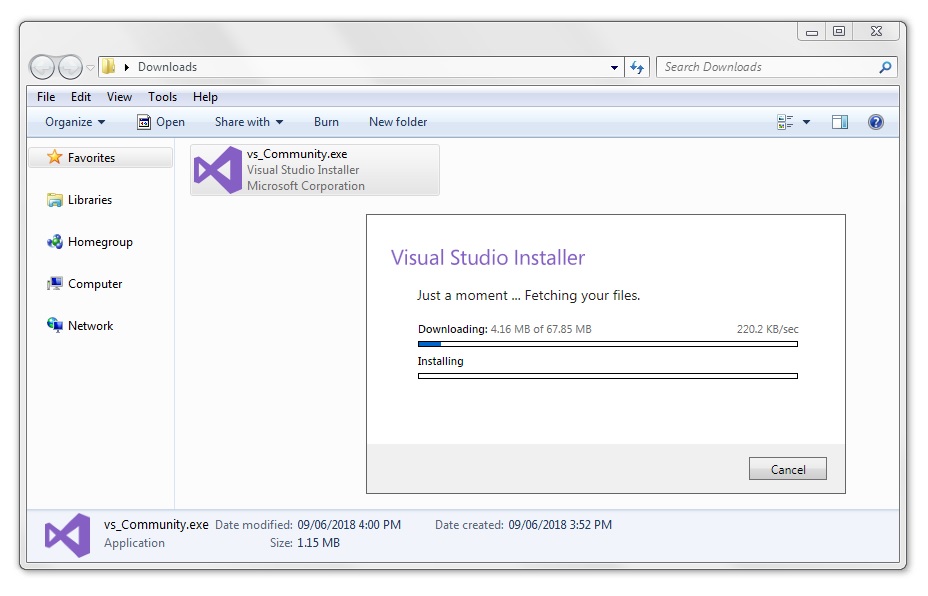 Downloads
Search Downloads
File Edit View Tools Help
Organize Open Share with Burn New folder
Favorites
Libraries
Homegroup
Computer
Network
vs_Community.exe
Visual Studio Installer
Microsoft Corporation
Visual Studio Installer
Just a moment ... Fetching your files.
Downloading: 4.16 MB of 67.85 MB 220.2 KB/sec
Installing
Cancel
vs_Community.exe Date modified: 09/06/2018 4:00 PM Date created: 09/06/2018 3:52 PM
Application Size: 1.15 MB